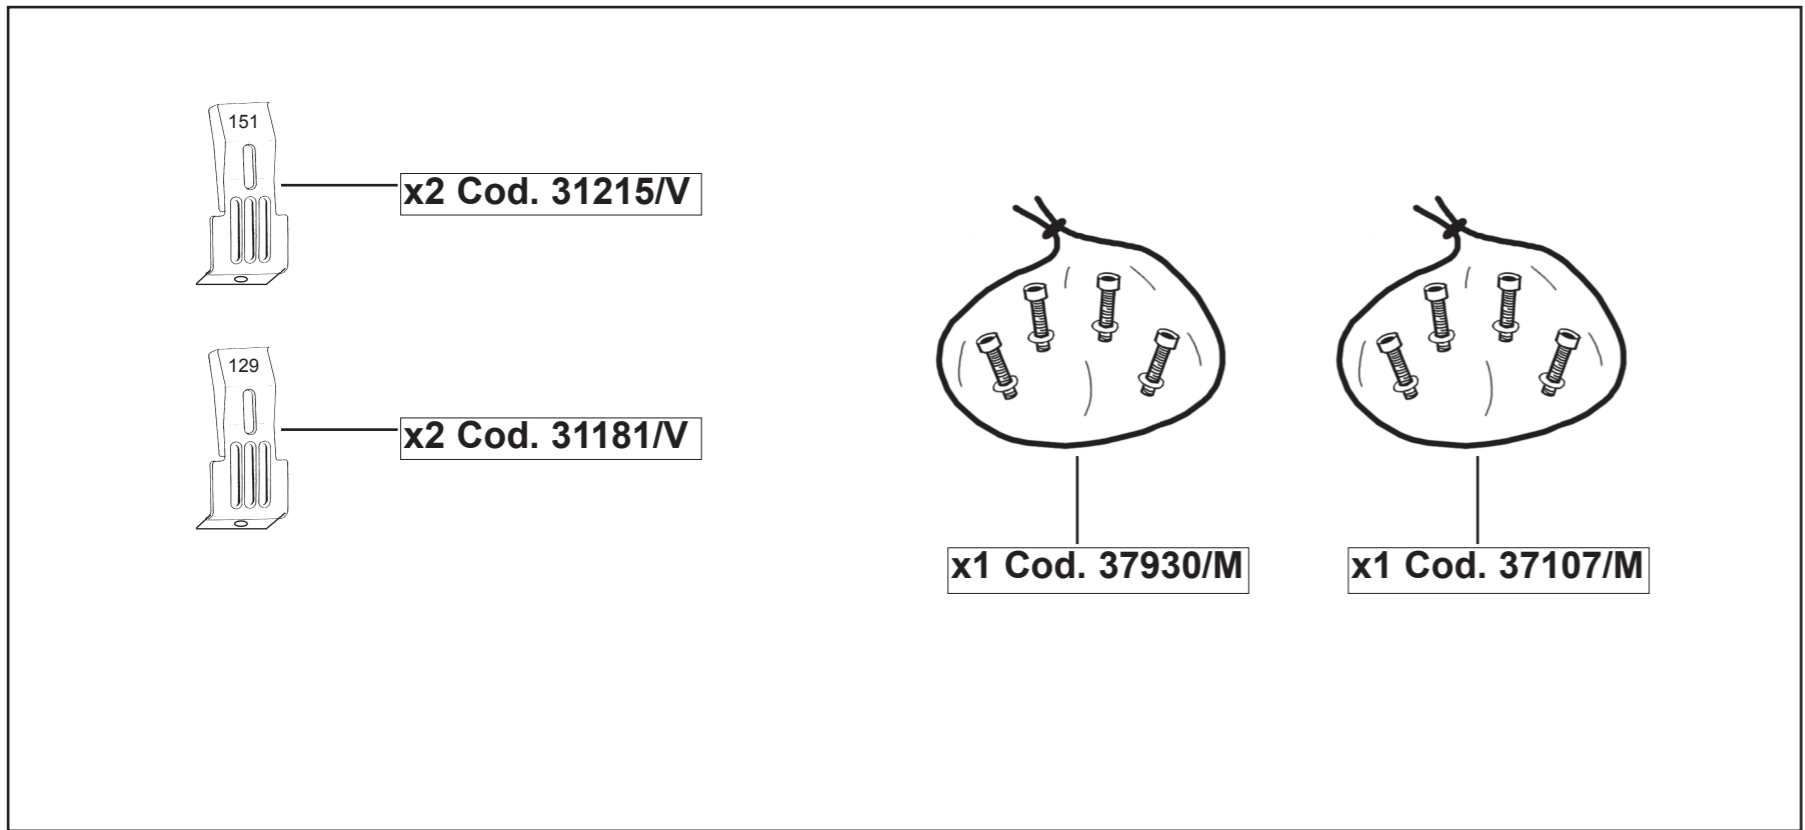 151
x2 Cod. 31215/V
129
x2 Cod. 31181/V
x1 Cod. 37930/M
x1 Cod. 37107/M